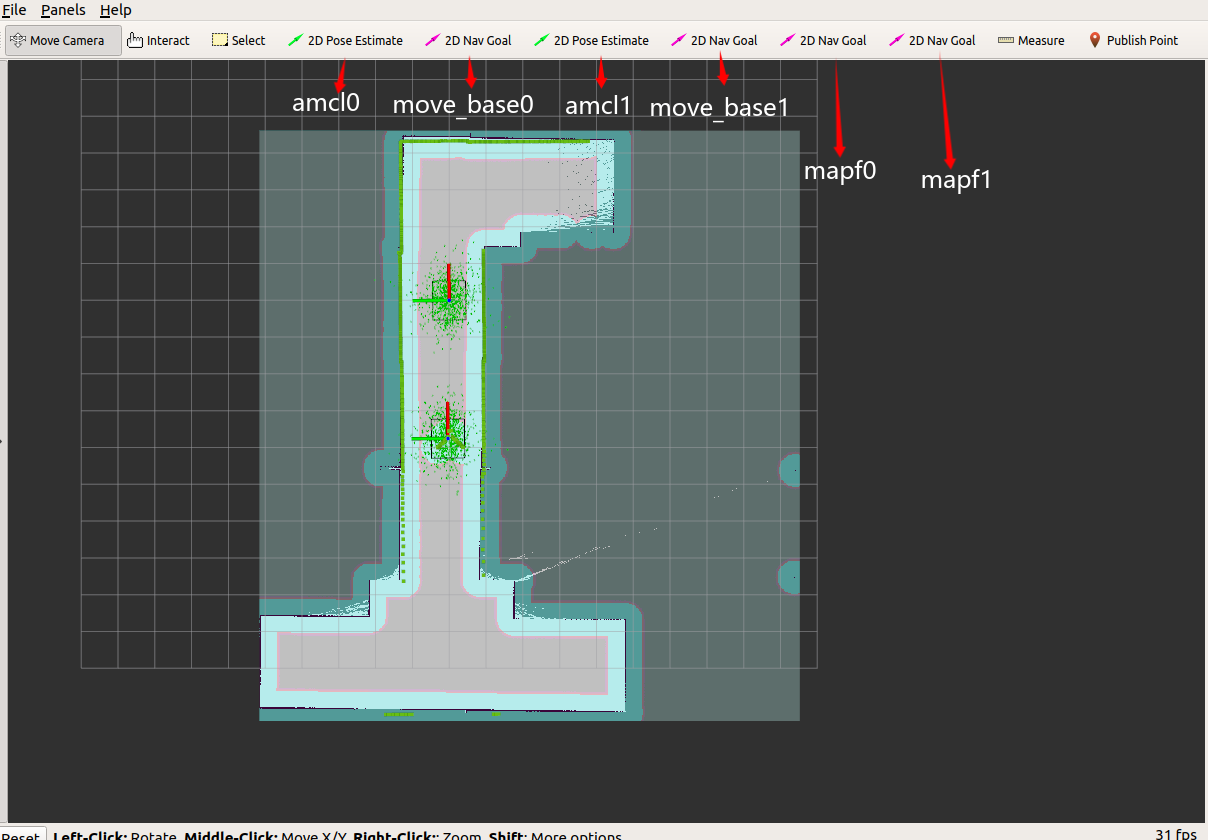 File Panels Help
Move Camera Interact Select 2D Pose Estimate 2D Nav Goal 2D Pose Estimate 2D Nav Goal 2D Nav Goal 2D Nav Goal Measure Publish Point
amcl0 move_base0 amcl1 move_base1
mapf0 mapf1
Reset Left-Click: Rotate. Middle-Click: Move X/Y. Right-Click:: Zoom. Shift: More options. 31 fps